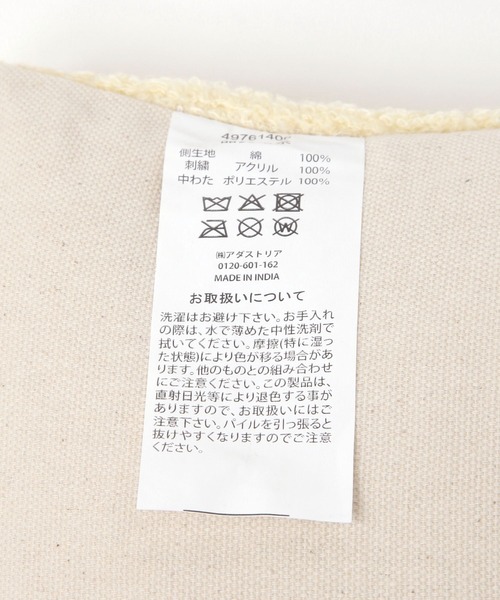 4976140
側生地 綿 100%
刺繍 アクリル 100%
中わた ポリエステル 100%
㈱アダストリア
0120-601-162
MADE IN INDIA
お取扱いについて
洗濯はお避け下さい。お手入れ
の際は、水で薄めた中性洗剤で
拭いてください。摩擦(特に湿っ
た状態)により色が移る場合があ
ります。他のものとの組み合わせ
にご注意ください。この製品は、
直射日光等により退色する事が
ありますので、お取扱いにはご
注意下さい。パイルを引っ張ると
抜けやすくなりますのでご注意
ください。